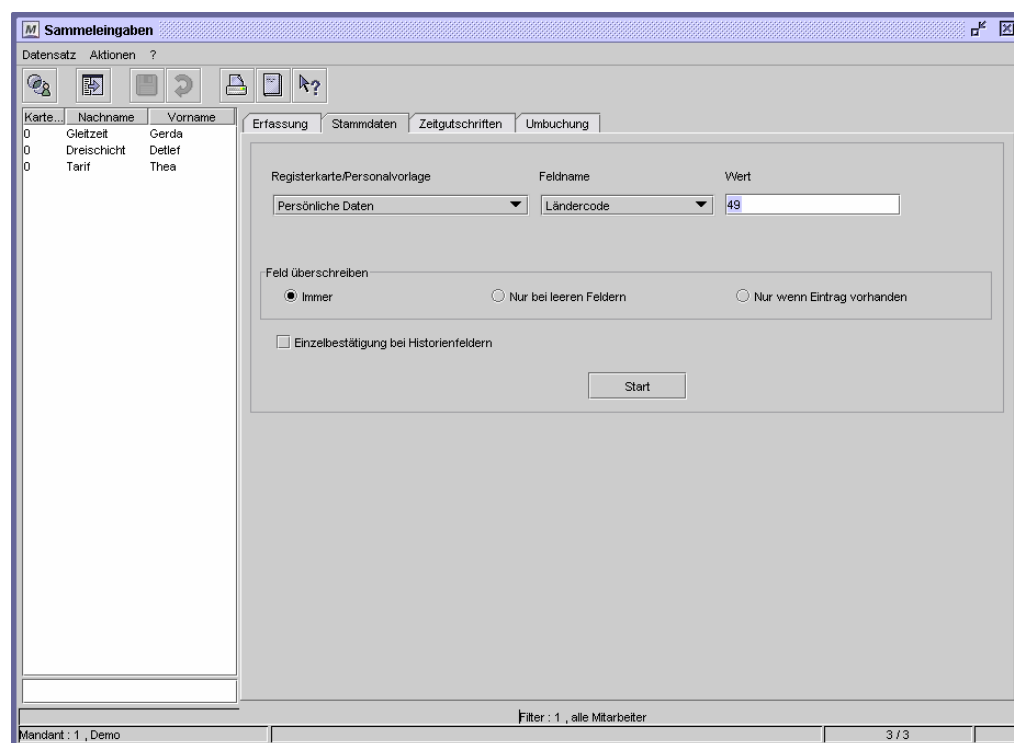 M Sammeleingaben
Datensatz Aktionen ?
Karte... Nachname Vorname
0 Gleitzeit Gerda
0 Dreischicht Detlef
0 Tarif Thea
Erfassung Stammdaten Zeitgutschriften Umbuchung
Registerkarte/Personalvorlage Feldname Wert
Persönliche Daten Ländercode 49
Feld überschreiben
Immer Nur bei leeren Feldern Nur wenn Eintrag vorhanden
Einzelbestätigung bei Historienfeldern
Start
Filter : 1 , alle Mitarbeiter
Mandant : 1 , Demo 3 / 3